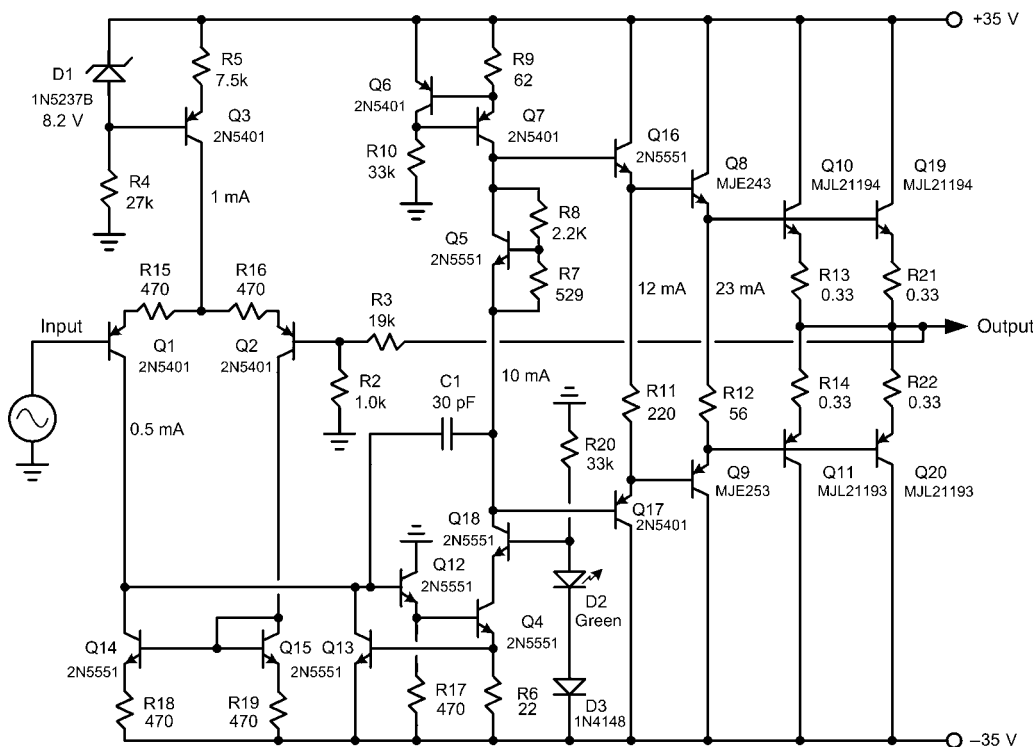 +35 V
D1
1N5237B
8.2 V
R5
7.5k
Q3
2N5401
R4
27k
1 mA
Q6
2N5401
R9
62
Q7
2N5401
R10
33k
Q16
2N5551
Q8
MJE243
Q10
MJL21194
Q19
MJL21194
R8
2.2K
Q5
2N5551
R7
529
R15
470
R16
470
R3
19k
12 mA
23 mA
R13
0.33
R21
0.33
Input
Output
Q1
2N5401
Q2
2N5401
R2
1.0k
10 mA
C1
30 pF
R11
220
R12
56
R14
0.33
R22
0.33
0.5 mA
R20
33k
Q9
MJE253
Q11
MJL21193
Q20
MJL21193
Q18
2N5551
Q17
2N5401
Q12
2N5551
D2
Green
Q14
2N5551
Q15
2N5551
Q13
Q4
2N5551
R18
470
R19
470
R17
470
R6
22
D3
1N4148
–35 V